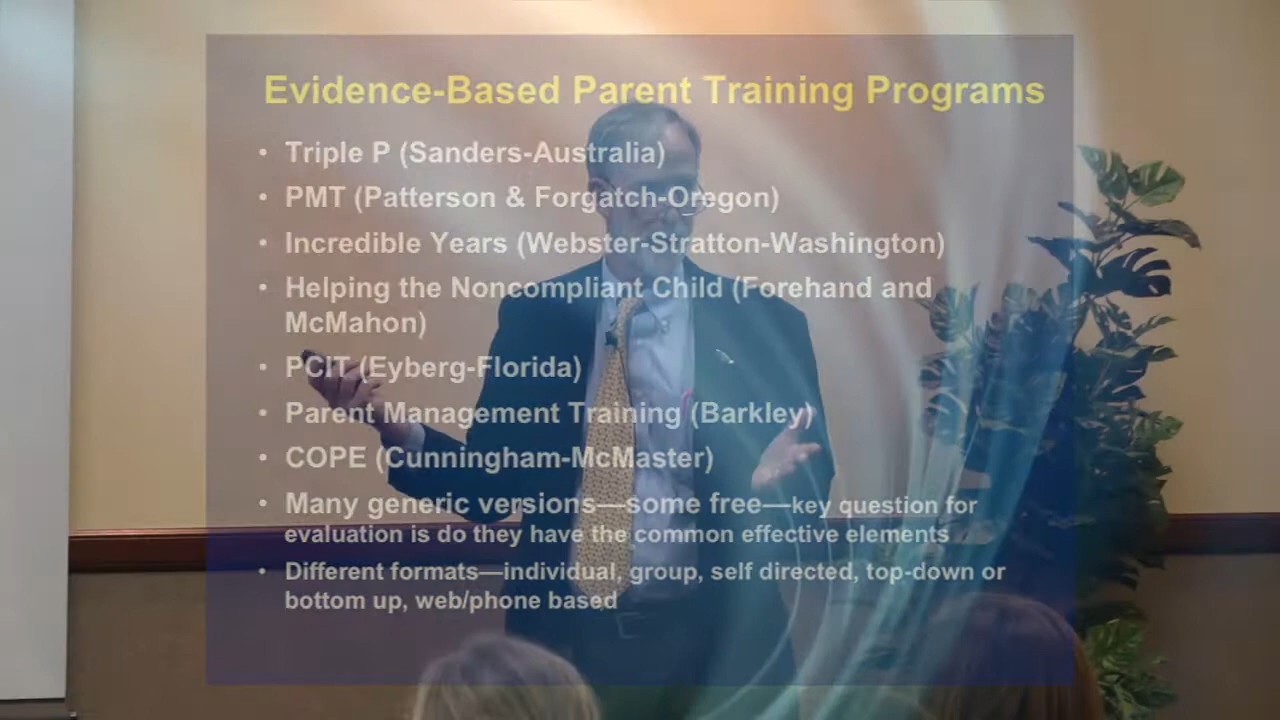 Evidence-Based Parent Training Programs
• Triple P (Sanders-Australia)
• PMT (Patterson & Forgatch-Oregon)
• Incredible Years (Webster-Stratton-Washington)
• Helping the Noncompliant Child (Forehand and
McMahon)
• PCIT (Eyberg-Florida)
• Parent Management Training (Barkley)
• COPE (Cunningham-McMaster)
• Many generic versions—some free—key question for
evaluation is do they have the common effective elements
• Different formats—individual, group, self directed, top-down or
bottom up, web/phone based